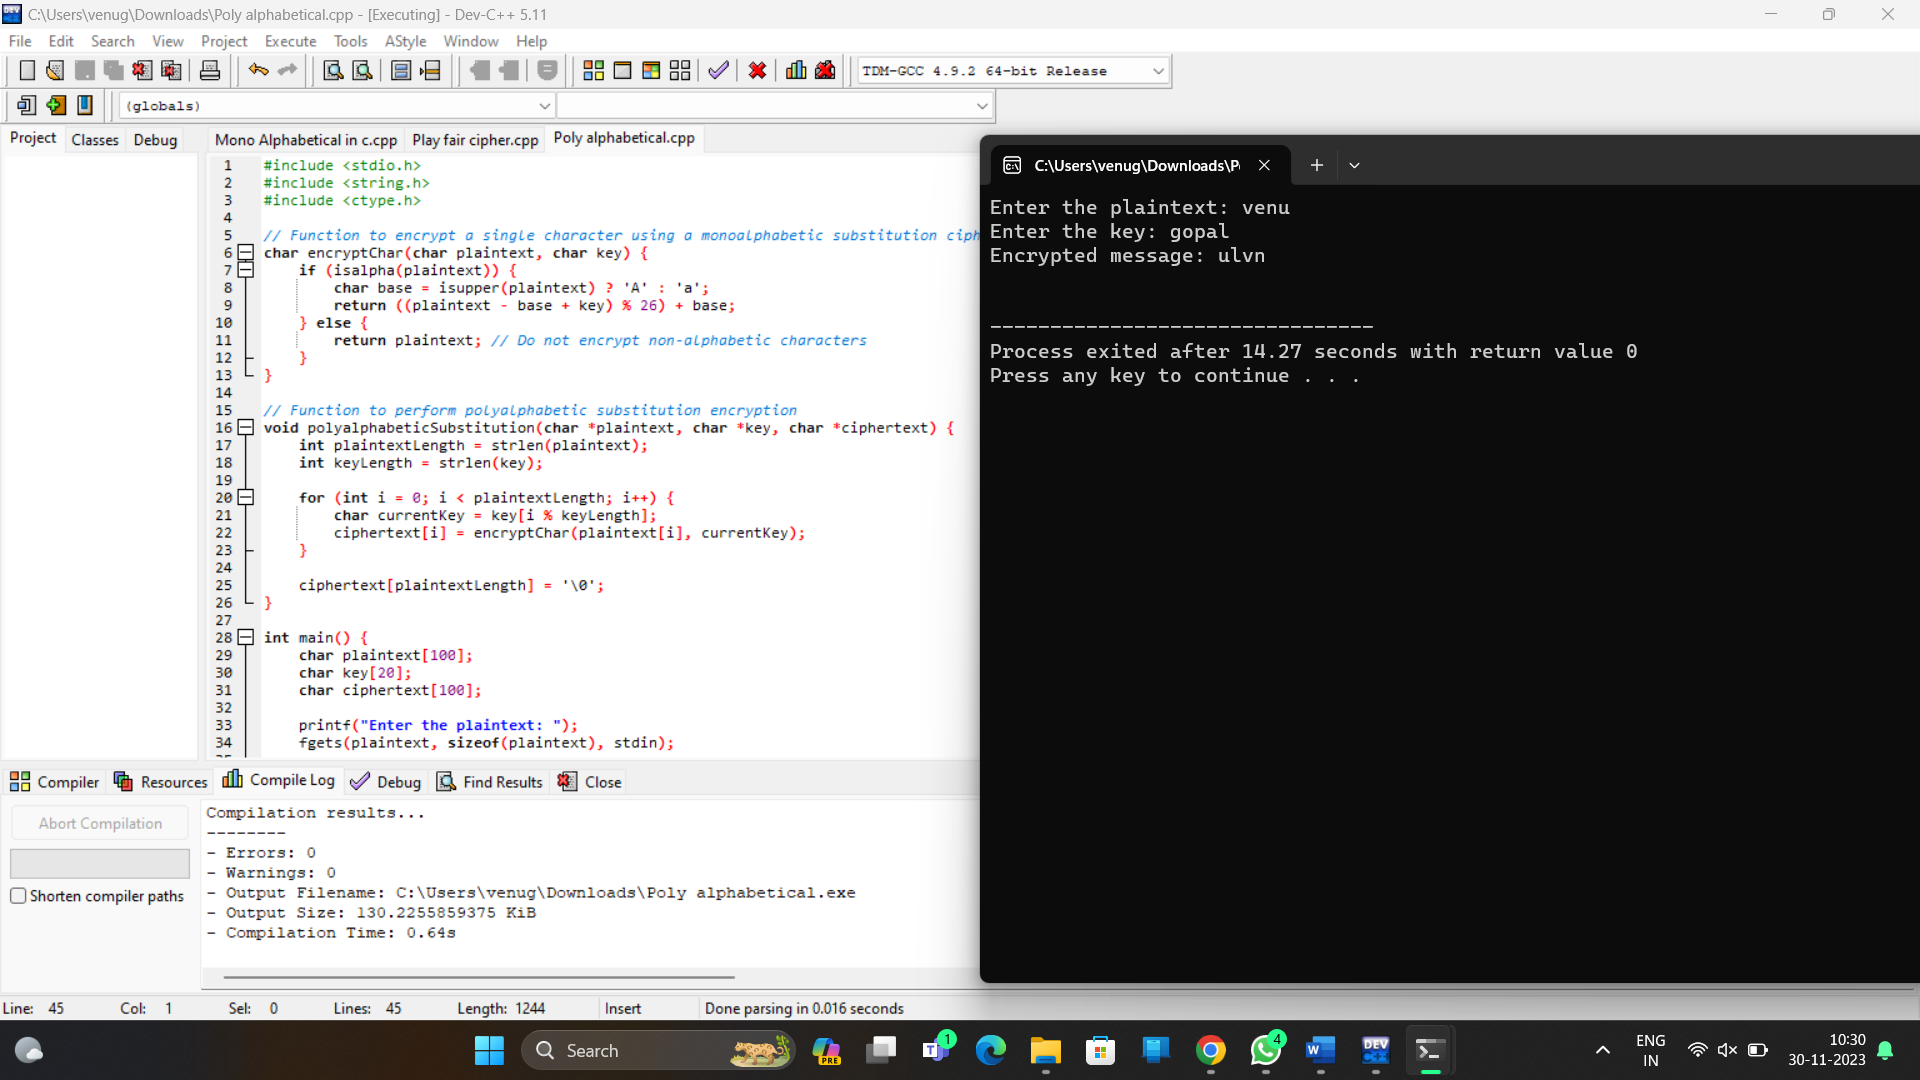 C:\Users\venug\Downloads\Poly alphabetical.cpp - [Executing] - Dev-C++ 5.11
File Edit Search View Project Execute Tools AStyle Window Help
TDM-GCC 4.9.2 64-bit Release
(globals)
Project Classes Debug
Mono Alphabetical in c.cpp Play fair cipher.cpp Poly alphabetical.cpp
1 #include <stdio.h>
2 #include <string.h>
3 #include <ctype.h>
4
5 // Function to encrypt a single character using a monoalphabetic substitution ciph
6 char encryptChar(char plaintext, char key) {
7 if (isalpha(plaintext)) {
8 char base = isupper(plaintext) ? 'A' : 'a';
9 return ((plaintext - base + key) % 26) + base;
10 } else {
11 return plaintext; // Do not encrypt non-alphabetic characters
12 }
13 }
14
15 // Function to perform polyalphabetic substitution encryption
16 void polyalphabeticSubstitution(char *plaintext, char *key, char *ciphertext) {
17 int plaintextLength = strlen(plaintext);
18 int keyLength = strlen(key);
19
20 for (int i = 0; i < plaintextLength; i++) {
21 char currentKey = key[i % keyLength];
22 ciphertext[i] = encryptChar(plaintext[i], currentKey);
23 }
24
25 ciphertext[plaintextLength] = '\0';
26 }
27
28 int main() {
29 char plaintext[100];
30 char key[20];
31 char ciphertext[100];
32
33 printf("Enter the plaintext: ");
34 fgets(plaintext, sizeof(plaintext), stdin);
C:\Users\venug\Downloads\P
Enter the plaintext: venu
Enter the key: gopal
Encrypted message: ulvn
--------------------------------
Process exited after 14.27 seconds with return value 0
Press any key to continue . . .
Compiler Resources Compile Log Debug Find Results Close
Abort Compilation
Shorten compiler paths
Compilation results...
--------
- Errors: 0
- Warnings: 0
- Output Filename: C:\Users\venug\Downloads\Poly alphabetical.exe
- Output Size: 130.2255859375 KiB
- Compilation Time: 0.64s
Line: 45 Col: 1 Sel: 0 Lines: 45 Length: 1244 Insert Done parsing in 0.016 seconds
Search
PRE
1
4
DEV
C++
ENG
IN
10:30
30-11-2023